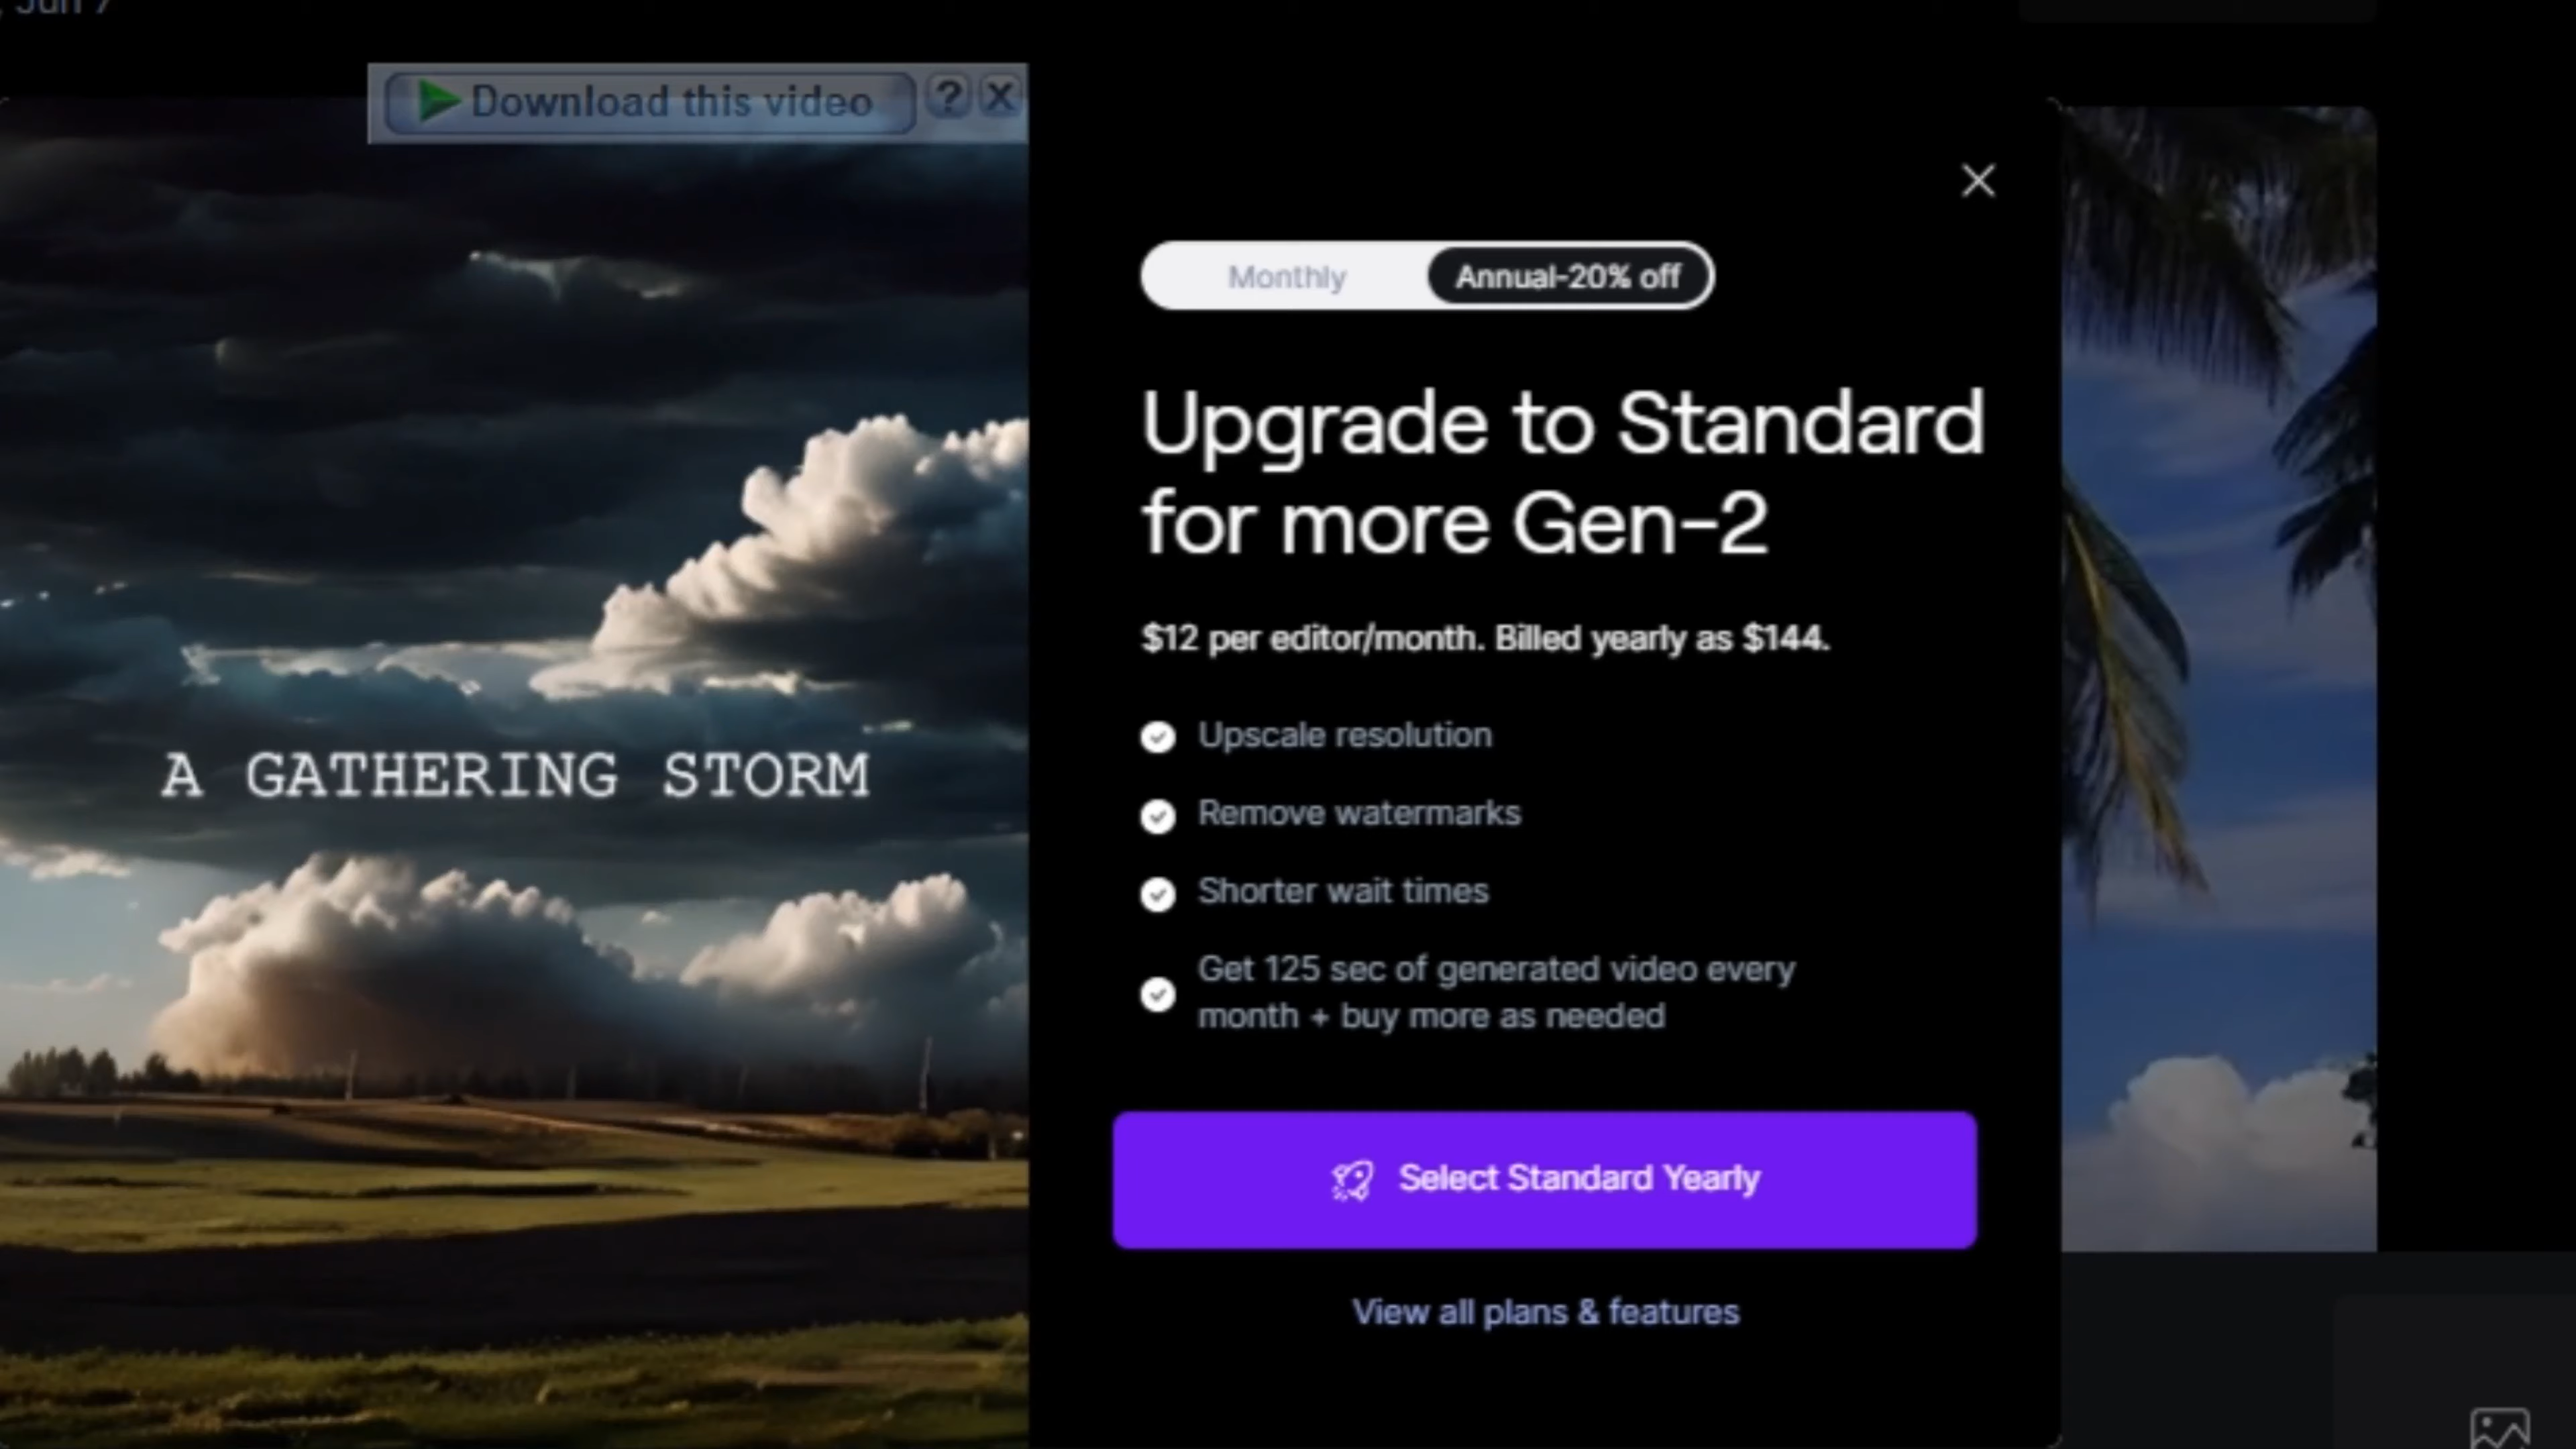 , Jun 7
Download this video ? X
Monthly Annual-20% off
Upgrade to Standard
for more Gen-2
$12 per editor/month. Billed yearly as $144.
A GATHERING STORM
Upscale resolution
Remove watermarks
Shorter wait times
Get 125 sec of generated video every
month + buy more as needed
Select Standard Yearly
View all plans & features